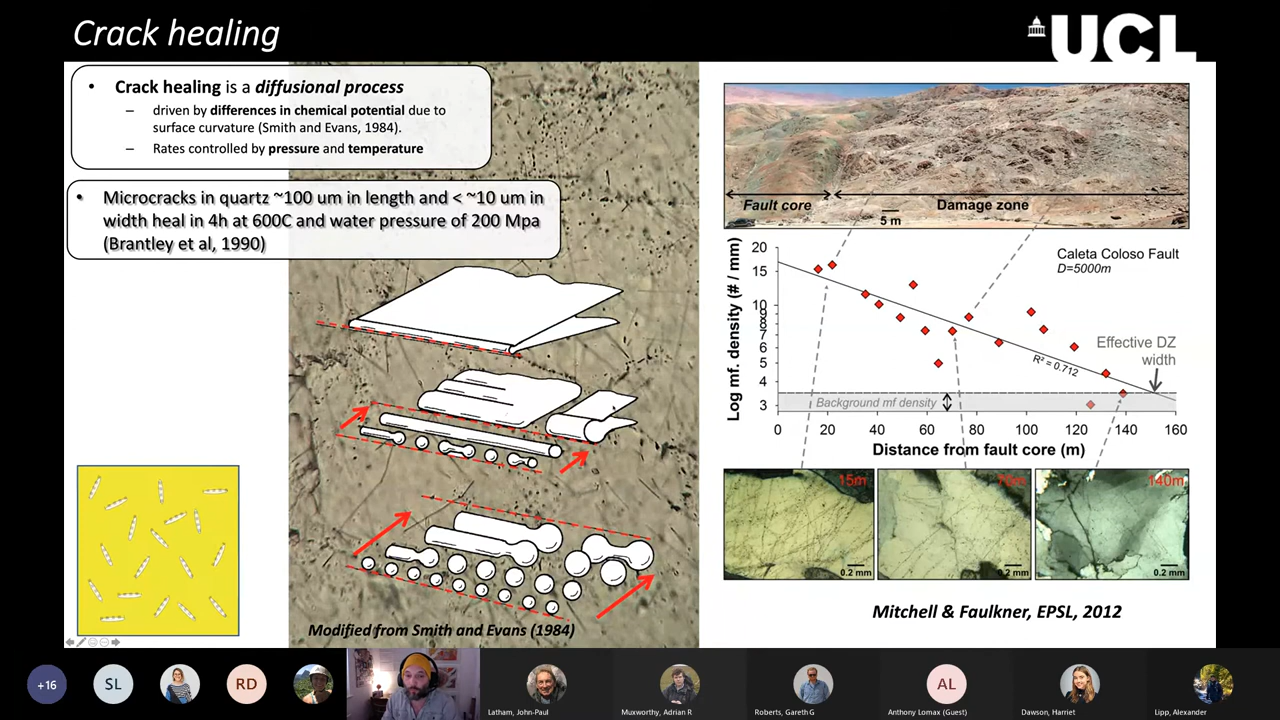 Crack healing
UCL
• Crack healing is a diffusional process
– driven by differences in chemical potential due to
surface curvature (Smith and Evans, 1984).
– Rates controlled by pressure and temperature
• Microcracks in quartz ~100 um in length and < ~10 um in
width heal in 4h at 600C and water pressure of 200 Mpa
(Brantley et al, 1990)
Modified from Smith and Evans (1984)
Fault core
Damage zone
5 m
Log mf. density (# / mm)
20
15
10
9
8
7
6
5
4
3
Caleta Coloso Fault
D=5000m
Effective DZ
width
R² = 0.712
Background mf density
0 20 40 60 80 100 120 140 160
Distance from fault core (m)
15m
70m
140m
0.2 mm
0.2 mm
0.2 mm
Mitchell & Faulkner, EPSL, 2012
+16
SL
RD
AL
Latham, John-Paul
Muxworthy, Adrian R
Roberts, Gareth G
Anthony Lomax (Guest)
Dawson, Harriet
Lipp, Alexander